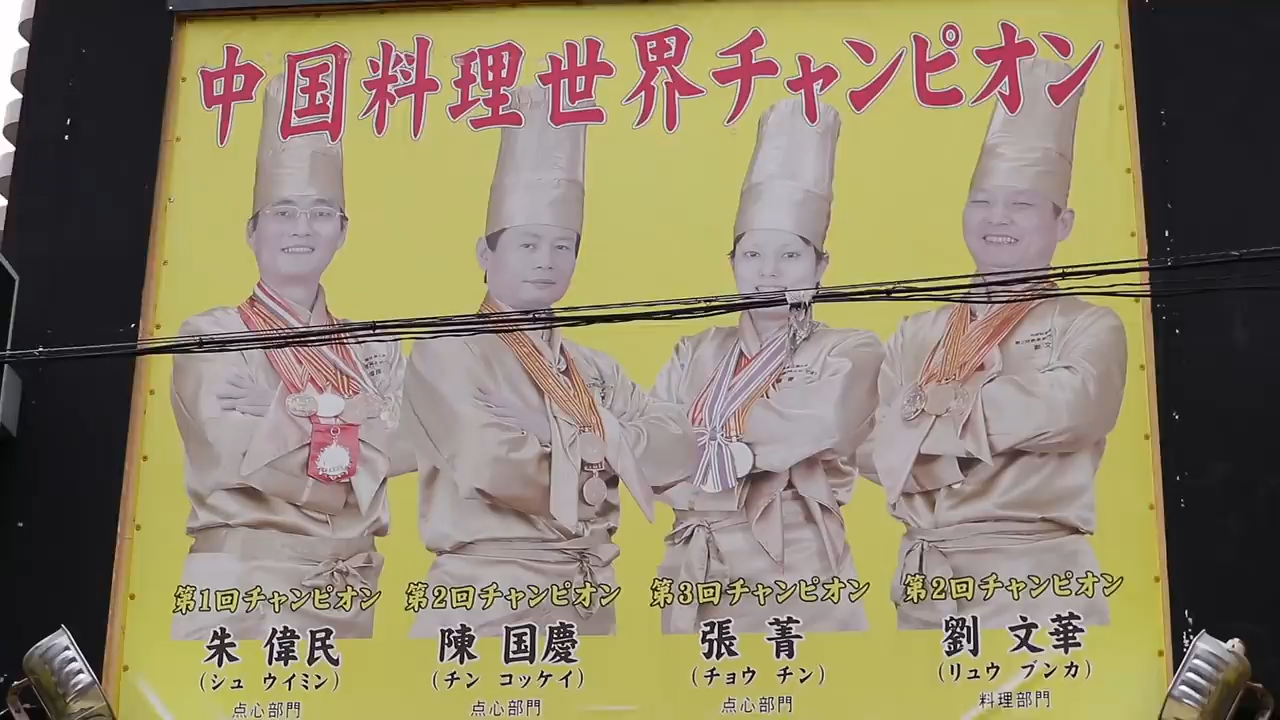 中国料理世界チャンピオン
第1回チャンピオン
朱 偉民
(シュ ウイミン)
点心部門
第2回チャンピオン
陳 国慶
(チン コッケイ)
点心部門
第3回チャンピオン
張 菁
(チョウ チン)
点心部門
第2回チャンピオン
劉 文華
(リュウ ブンカ)
料理部門